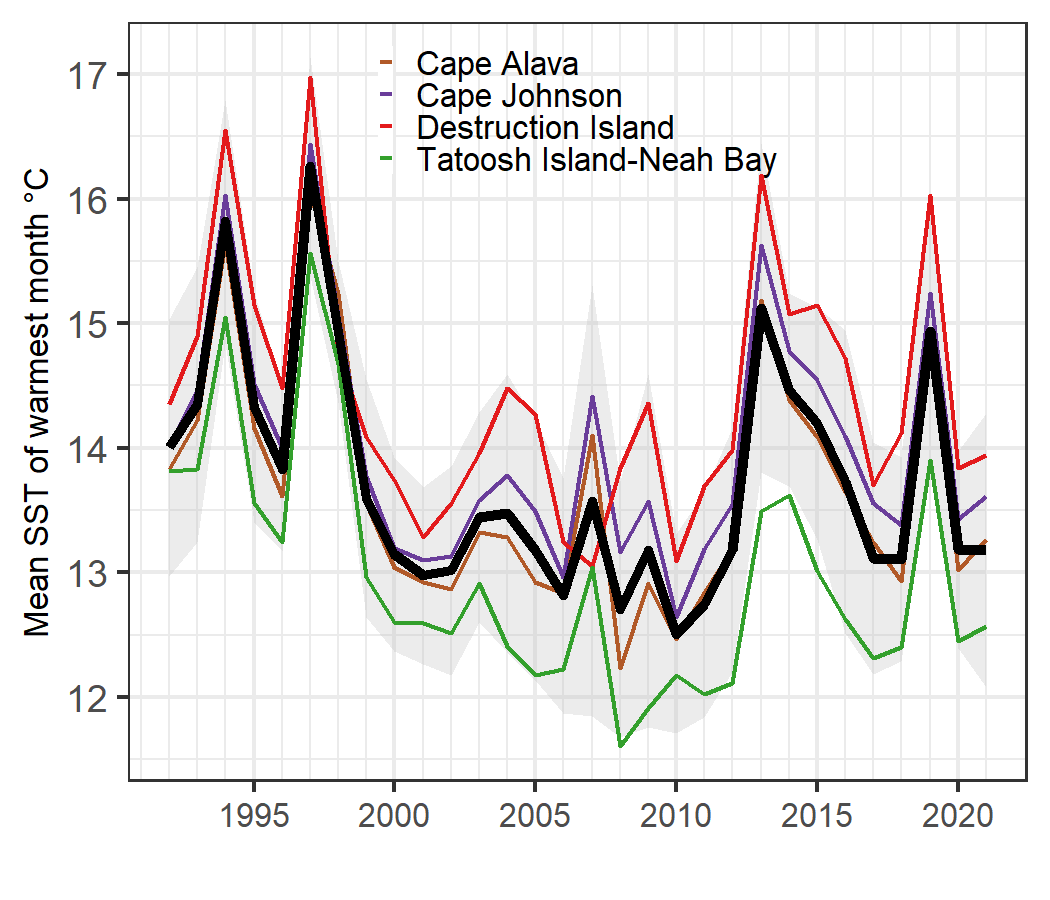 Cape Alava
Cape Johnson
Destruction Island
Tatoosh Island-Neah Bay
Mean SST of warmest month °C
17
16
15
14
13
12
1995 2000 2005 2010 2015 2020